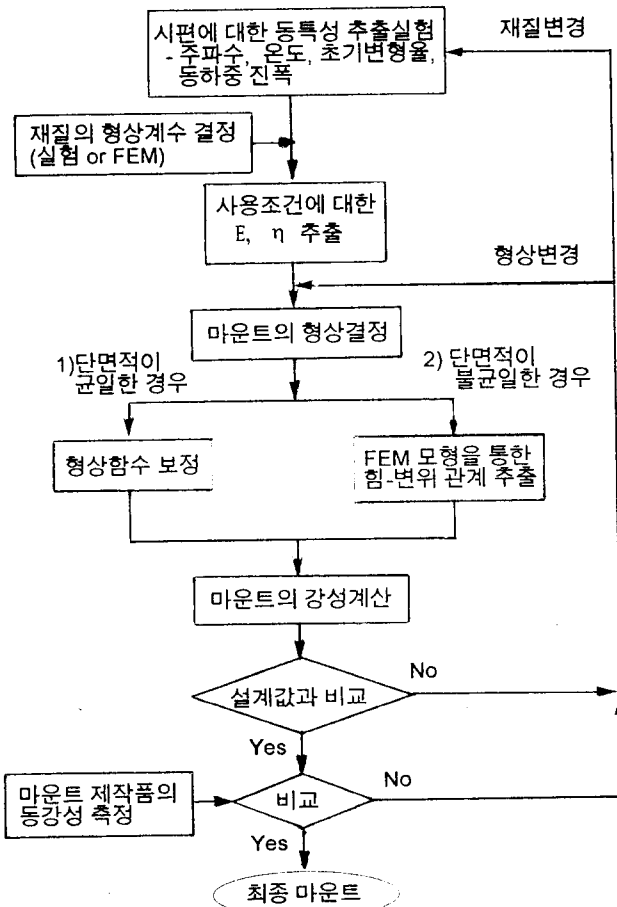 시편에 대한 동특성 추출실험
- 주파수, 온도, 초기변형율,
동하중 진폭
재질변경
재질의 형상계수 결정
(실험 or FEM)
사용조건에 대한
E, η 추출
형상변경
마운트의 형상결정
1)단면적이
균일한 경우
2) 단면적이
불균일한 경우
형상함수 보정
FEM 모형을 통한
힘-변위 관계 추출
마운트의 강성계산
설계값과 비교
No
Yes
마운트 제작품의
동강성 측정
비교
No
Yes
최종 마운트